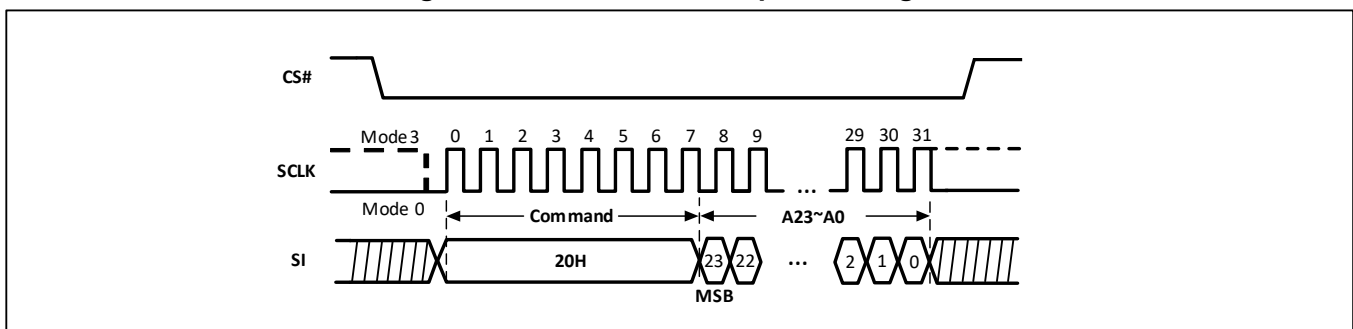 CS#
Mode 3 0 1 2 3 4 5 6 7 8 9 29 30 31
SCLK
...
Mode 0
Command A23~A0
SI 20H 23 22 ... 2 1 0
MSB